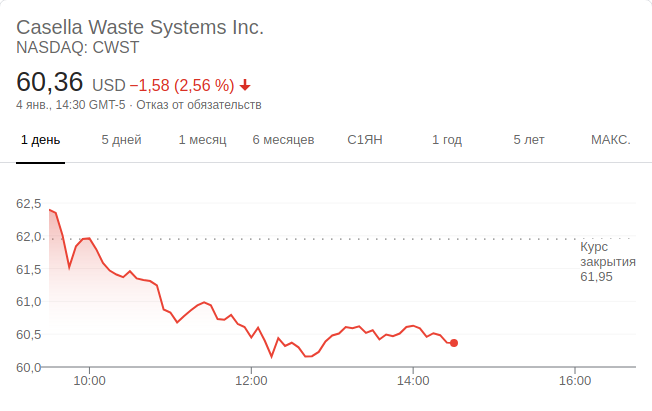 Casella Waste Systems Inc.
NASDAQ: CWST
60,36 USD −1,58 (2,56 %)
4 янв., 14:30 GMT-5 · Отказ от обязательств
1 день 5 дней 1 месяц 6 месяцев С1ЯН 1 год 5 лет МАКС.
62,5
62,0
Курс
закрытия
61,95
61,5
61,0
60,5
60,0
10:00 12:00 14:00 16:00